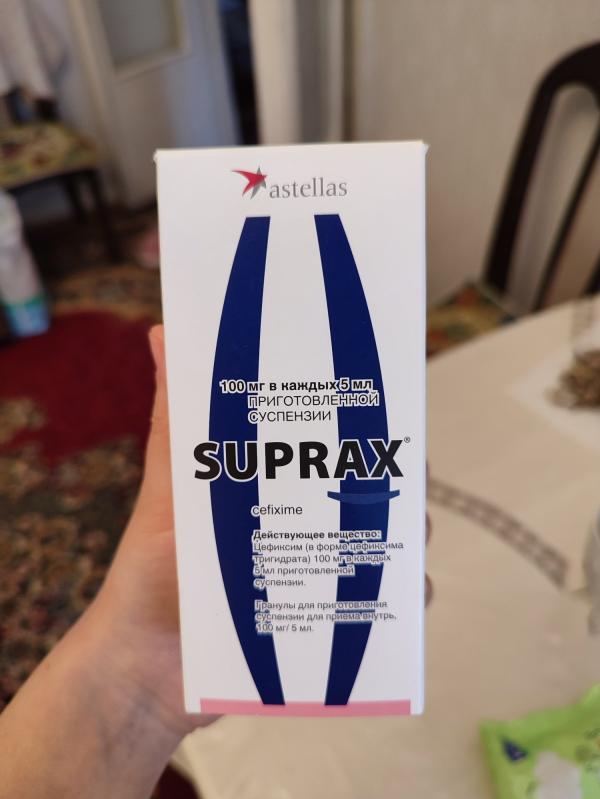 astellas
100 мг в каждых 5 мл
ПРИГОТОВЛЕННОЙ
СУСПЕНЗИИ
SUPRAX®
cefixime
Действующее вещество:
Цефиксим (в форме цефиксима
тригидрата) 100 мг в каждых
5 мл приготовленной
суспензии.
Гранулы для приготовления
суспензии для приема внутрь,
100 мг/ 5 мл.